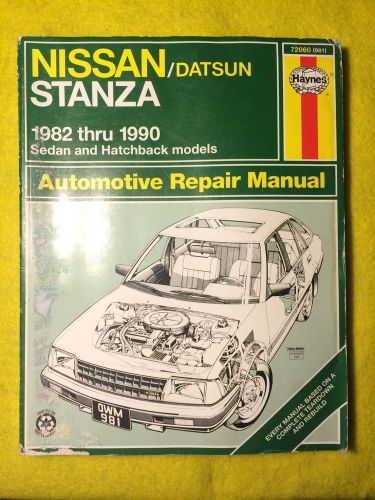 NISSAN/DATSUN
STANZA
72060 (981)
Haynes
1982 thru 1990
Sedan and Hatchback models
Automotive Repair Manual
OWM
981
EVERY MANUAL BASED ON A
COMPLETE TEARDOWN
AND REBUILD